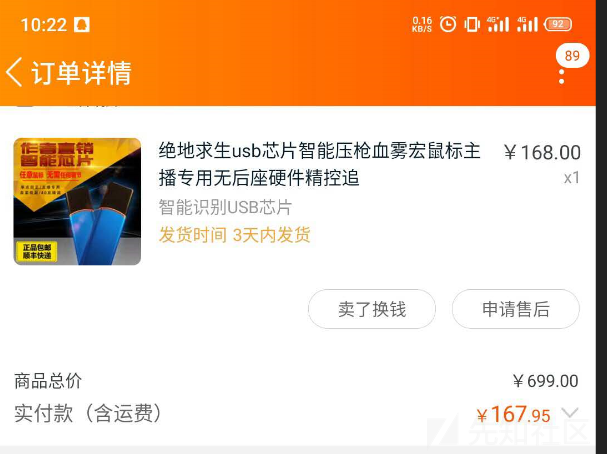 10:22
0.16
KB/S
4G+
4G
92
订单详情
89
作者直销
智能芯片
正品包邮
顺丰快递
绝地求生usb芯片智能压枪血雾宏鼠标主
播专用无后座硬件精控追
￥168.00
x1
智能识别USB芯片
发货时间 3天内发货
卖了换钱
申请售后
商品总价
￥699.00
实付款（含运费）
￥167.95
先知社区